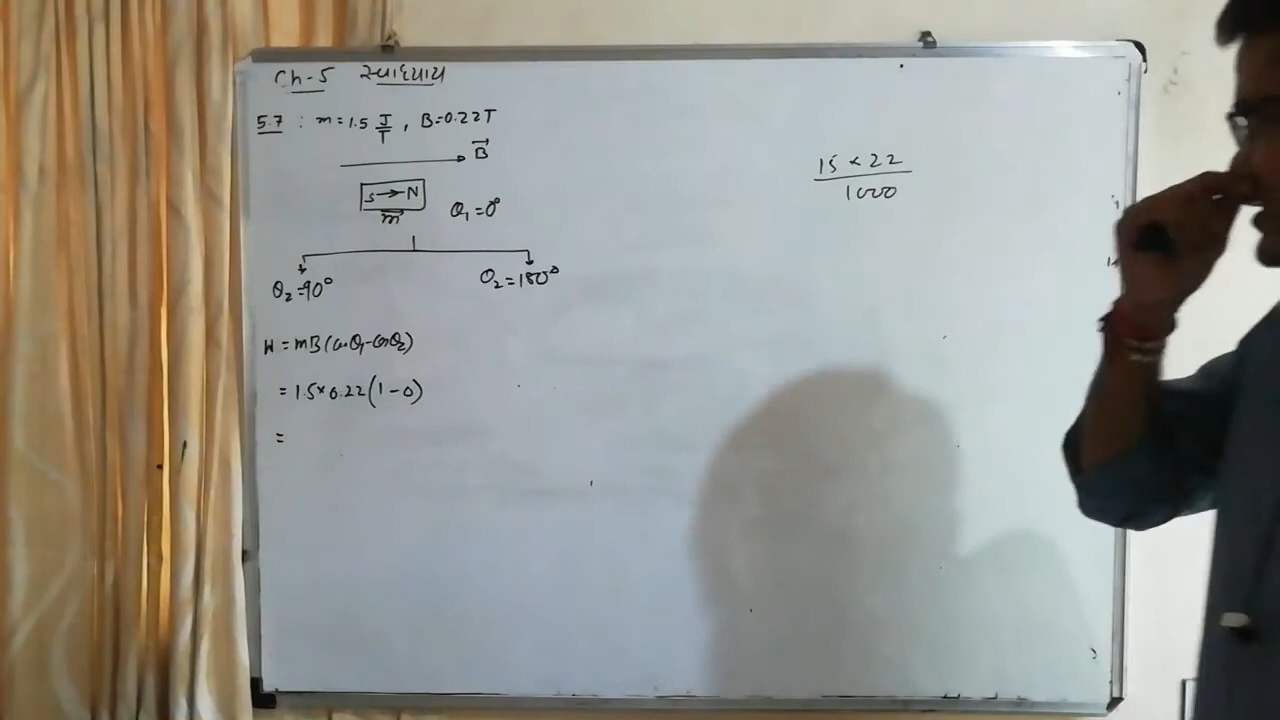 Ch-5 સ્વાધ્યાય
5.7 : m=1.5 J/T , B=0.22T
B⃗
S→N
m⃗
θ₁=0°
θ₂=90°
θ₂=180°
W = mB(cosθ₁-cosθ₂)
= 1.5×0.22(1-0)
=
15×22
1000